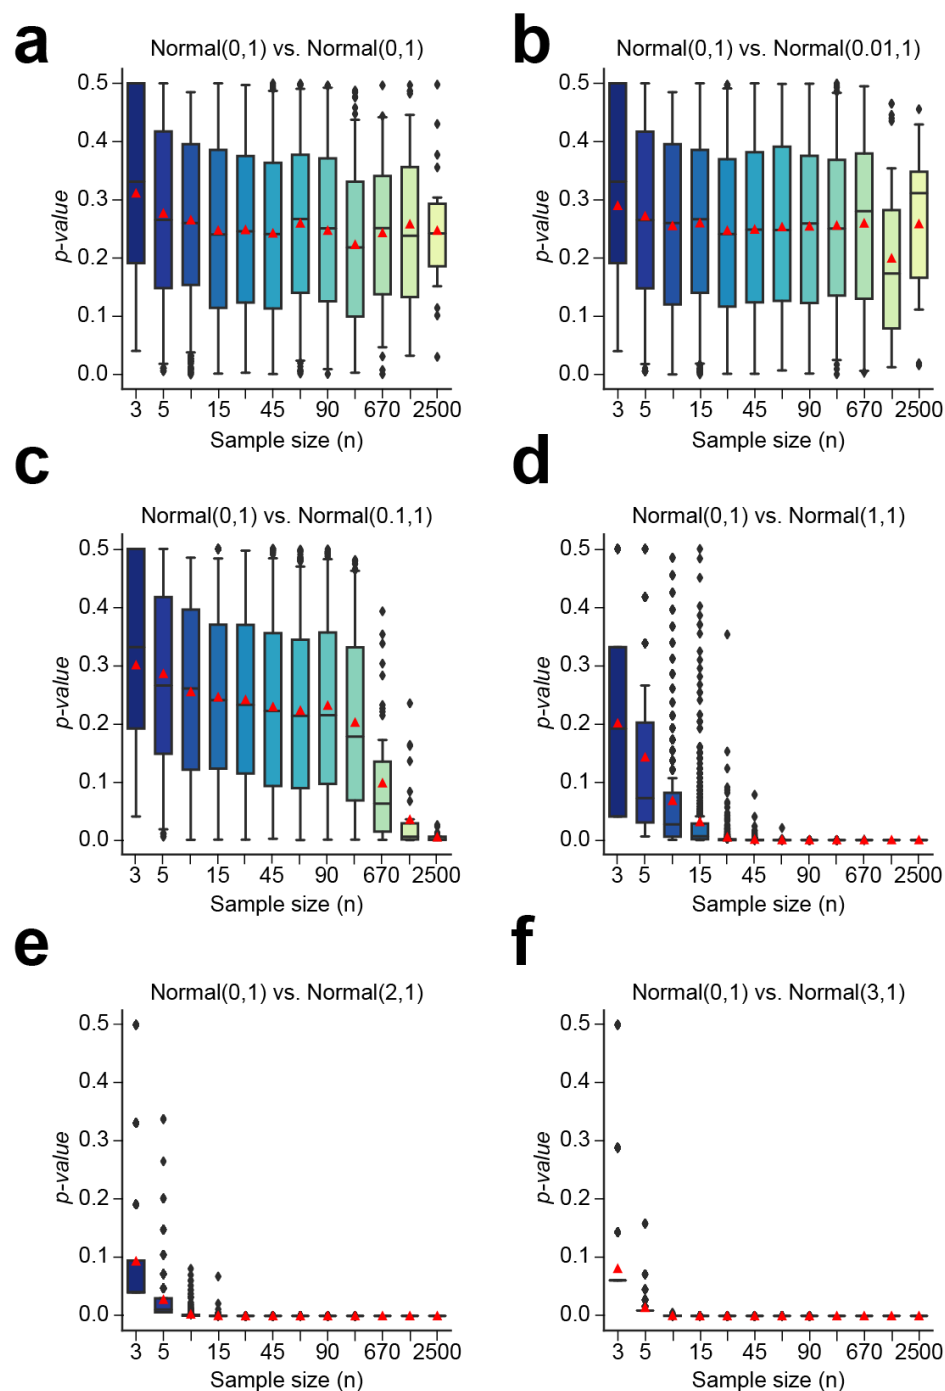 a
Normal(0,1) vs. Normal(0,1)
0.5
0.4
0.3
0.2
0.1
0.0
p-value
3 5 15 45 90 670 2500
Sample size (n)
b
Normal(0,1) vs. Normal(0.01,1)
0.5
0.4
0.3
0.2
0.1
0.0
p-value
3 5 15 45 90 670 2500
Sample size (n)
c
Normal(0,1) vs. Normal(0.1,1)
0.5
0.4
0.3
0.2
0.1
0.0
p-value
3 5 15 45 90 670 2500
Sample size (n)
d
Normal(0,1) vs. Normal(1,1)
0.5
0.4
0.3
0.2
0.1
0.0
p-value
3 5 15 45 90 670 2500
Sample size (n)
e
Normal(0,1) vs. Normal(2,1)
0.5
0.4
0.3
0.2
0.1
0.0
p-value
3 5 15 45 90 670 2500
Sample size (n)
f
Normal(0,1) vs. Normal(3,1)
0.5
0.4
0.3
0.2
0.1
0.0
p-value
3 5 15 45 90 670 2500
Sample size (n)